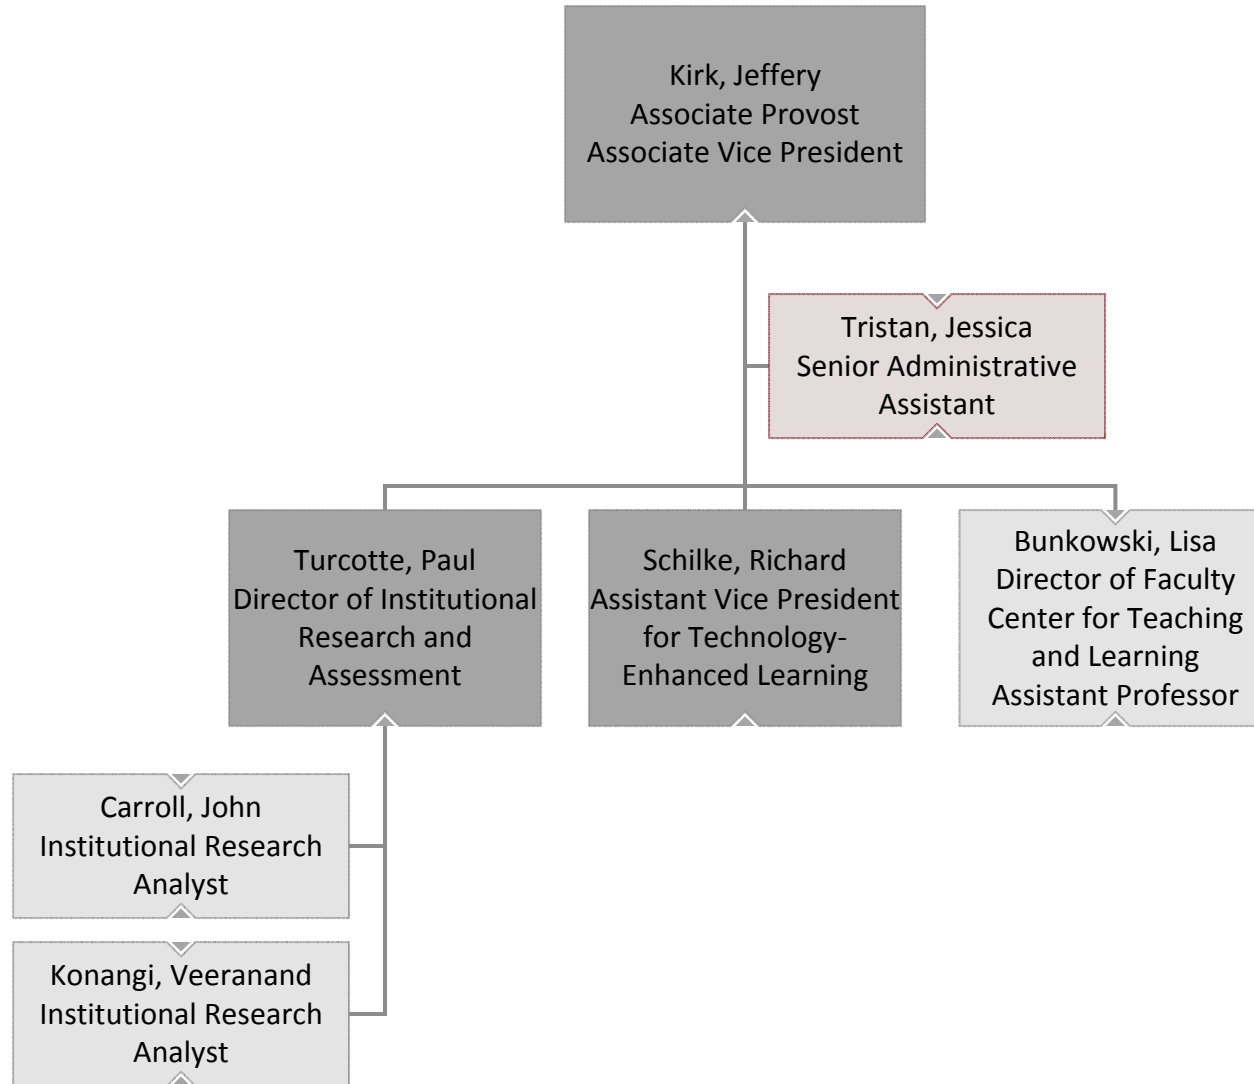 Kirk, Jeffery
Associate Provost
Associate Vice President
Tristan, Jessica
Senior Administrative
Assistant
Turcotte, Paul
Director of Institutional
Research and
Assessment
Schilke, Richard
Assistant Vice President
for Technology-
Enhanced Learning
Bunkowski, Lisa
Director of Faculty
Center for Teaching
and Learning
Assistant Professor
Carroll, John
Institutional Research
Analyst
Konangi, Veeranand
Institutional Research
Analyst